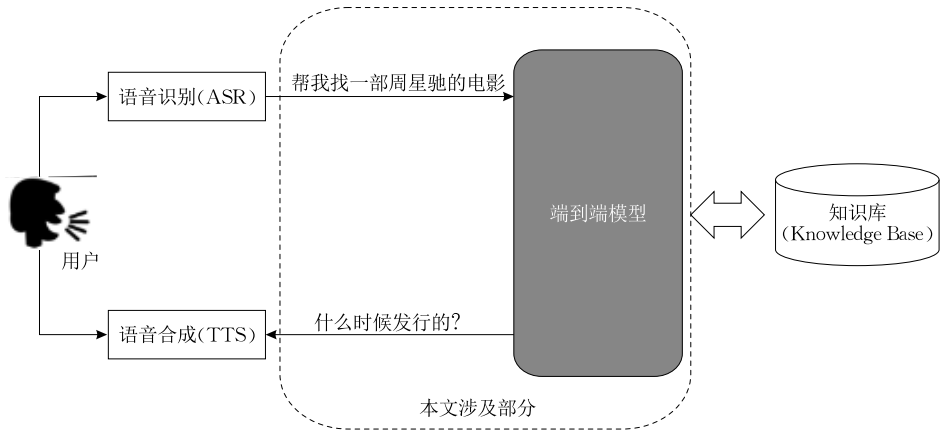 语音识别(ASR)
帮我找一部周星驰的电影
端到端模型
知识库
(Knowledge Base)
用户
语音合成(TTS)
什么时候发行的?
本文涉及部分